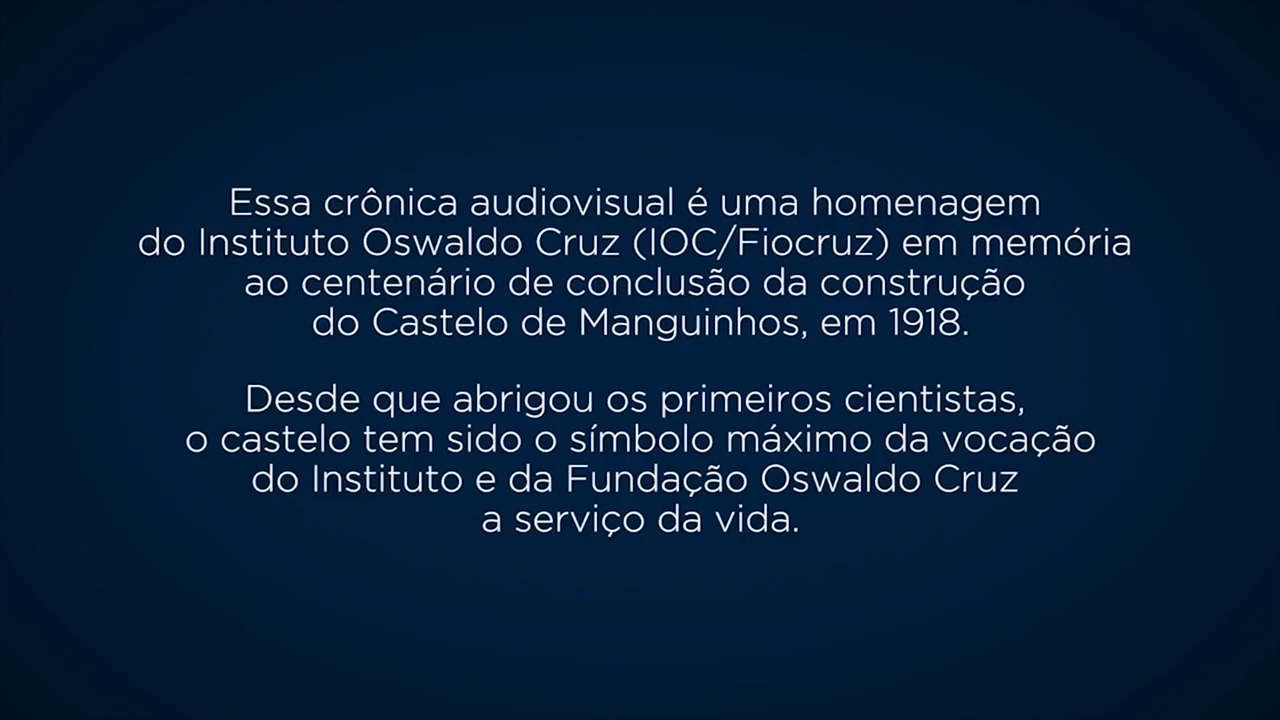 Essa crônica audiovisual é uma homenagem
do Instituto Oswaldo Cruz (IOC/Fiocruz) em memória
ao centenário de conclusão da construção
do Castelo de Manguinhos, em 1918.
Desde que abrigou os primeiros cientistas,
o castelo tem sido o símbolo máximo da vocação
do Instituto e da Fundação Oswaldo Cruz
a serviço da vida.